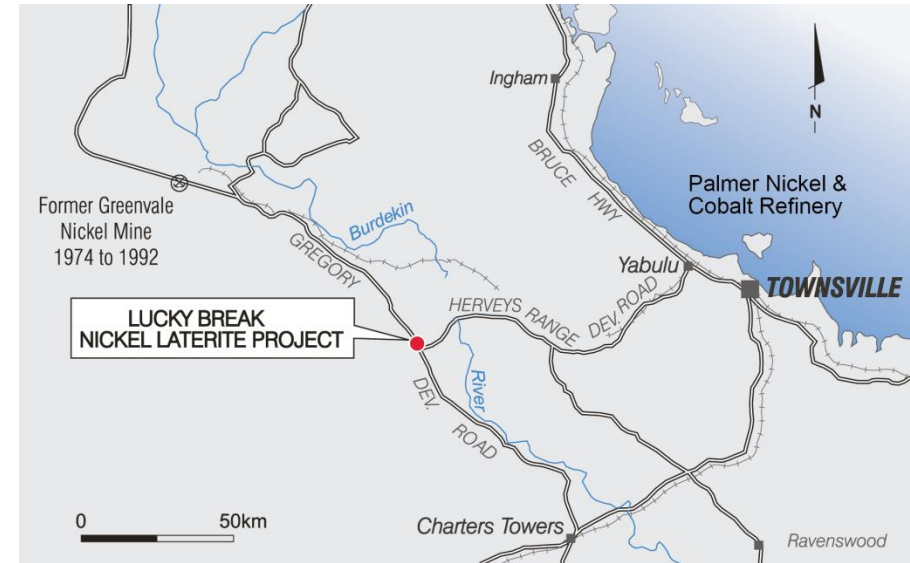 Ingham
N
BRUCE HWY
Palmer Nickel &
Cobalt Refinery
Former Greenvale
Nickel Mine
1974 to 1992
Burdekin
GREGORY
Yabulu
TOWNSVILLE
HERVEYS RANGE
DEV ROAD
LUCKY BREAK
NICKEL LATERITE PROJECT
River
DEV.
ROAD
0 50km
Charters Towers
Ravenswood